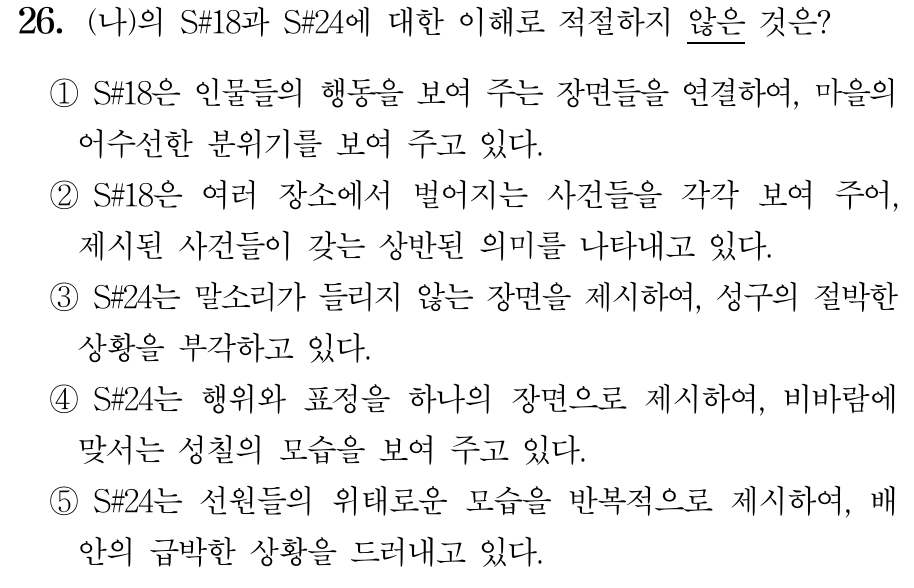 26. (나)의 S#18과 S#24에 대한 이해로 적절하지 않은 것은?
① S#18은 인물들의 행동을 보여 주는 장면들을 연결하여, 마을의
어수선한 분위기를 보여 주고 있다.
② S#18은 여러 장소에서 벌어지는 사건들을 각각 보여 주어,
제시된 사건들이 갖는 상반된 의미를 나타내고 있다.
③ S#24는 말소리가 들리지 않는 장면을 제시하여, 성구의 절박한
상황을 부각하고 있다.
④ S#24는 행위와 표정을 하나의 장면으로 제시하여, 비바람에
맞서는 성칠의 모습을 보여 주고 있다.
⑤ S#24는 선원들의 위태로운 모습을 반복적으로 제시하여, 배
안의 급박한 상황을 드러내고 있다.